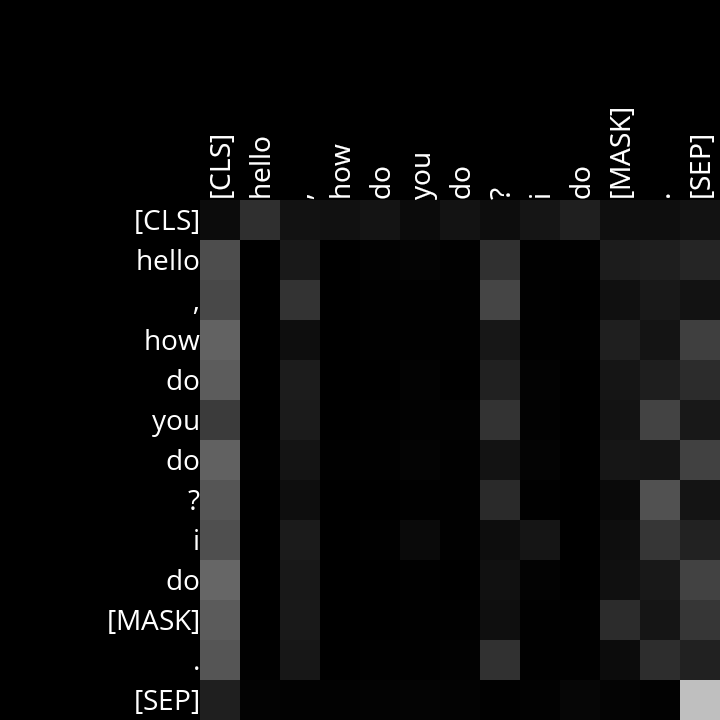 [CLS] hello , how do you do ? i do [MASK] . [SEP]
[CLS]
hello
,
how
do
you
do
?
i
do
[MASK]
.
[SEP]